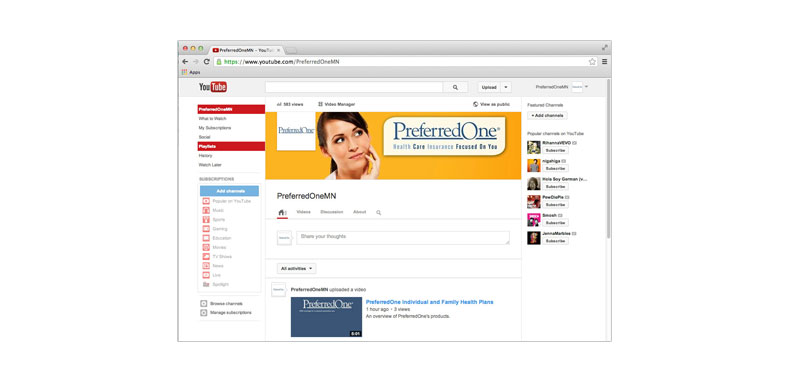 PreferredOneMN - YouTu
https://www.youtube.com/PreferredOneMN
Apps
YouTube
Upload
PreferredOneMN
PreferredOneMN
What to Watch
My Subscriptions
Social
Playlists
History
Watch Later
SUBSCRIPTIONS
Add channels
Popular on YouTube
Music
Sports
Gaming
Education
Movies
TV Shows
News
Live
Spotlight
Browse channels
Manage subscriptions
583 views
Video Manager
View as public
PreferredOne
PreferredOne®
Health Care Insurance Focused On You
PreferredOneMN
Videos
Discussion
About
Share your thoughts
All activities
PreferredOneMN uploaded a video
PreferredOne
5:01
PreferredOne Individual and Family Health Plans
1 hour ago • 3 views
An overview of PreferredOne's products.
Featured Channels
+ Add channels
Popular channels on YouTube
RihannaVEVO
Subscribe
nigahiga
Subscribe
Hola Soy German (v...
Subscribe
PewDiePie
Subscribe
Smosh
Subscribe
JennaMarbles
Subscribe